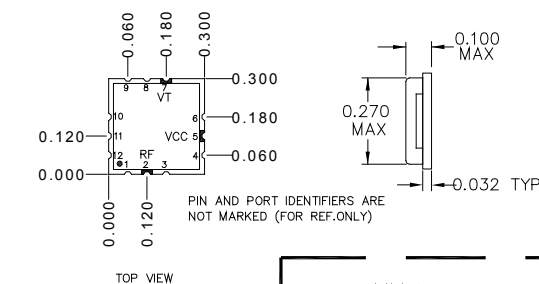 0.060
0.180
0.300
0.100
MAX
9 8 7
VT
0.300
10
6
0.180
0.270
MAX
0.120
11
VCC 5
12
RF
4
0.060
1 2 3
0.000
0.032 TYP
0.000
0.120
PIN AND PORT IDENTIFIERS ARE
NOT MARKED (FOR REF.ONLY)
TOP VIEW